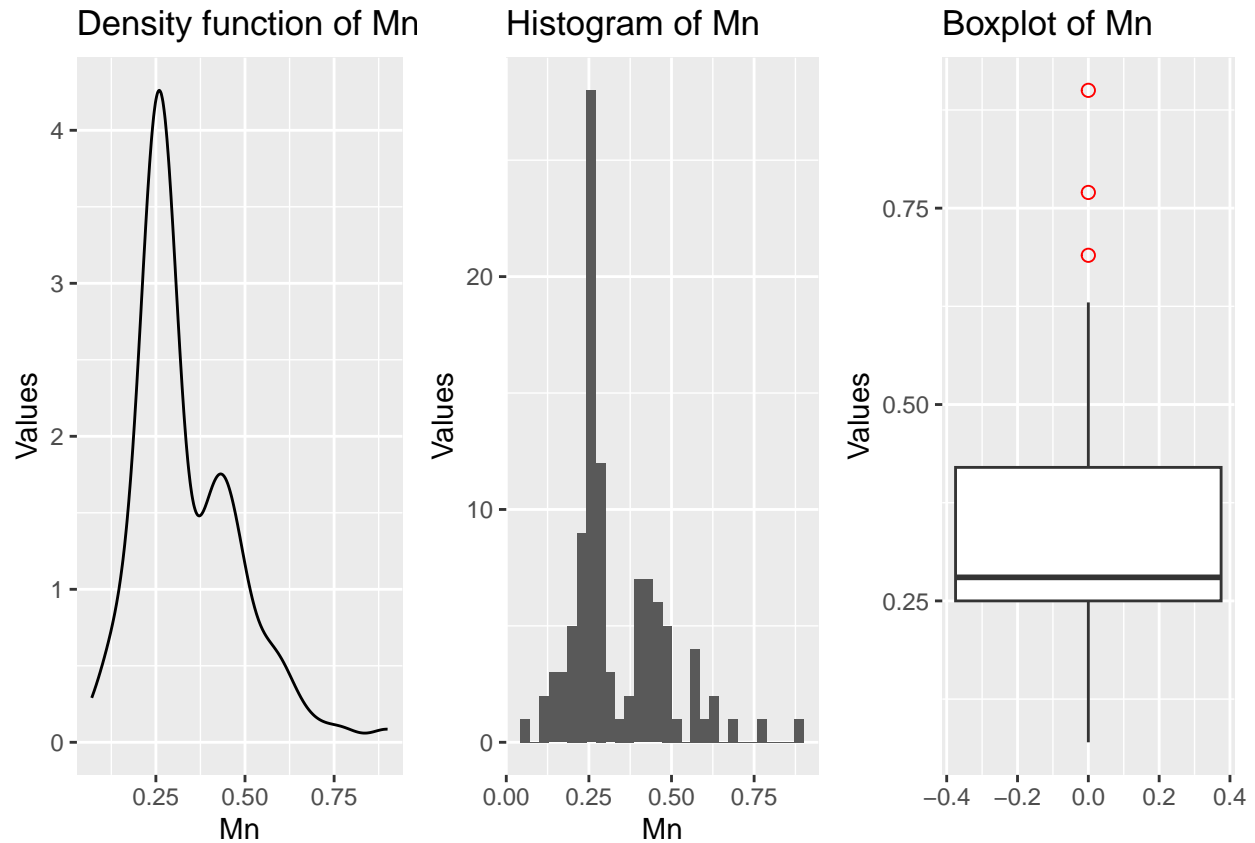 Density function of Mn
Values
4
3
2
1
0
0.25 0.50 0.75
Mn
Histogram of Mn
Values
20
10
0
0.00 0.25 0.50 0.75
Mn
Boxplot of Mn
Values
0.75
0.50
0.25
−0.4 −0.2 0.0 0.2 0.4